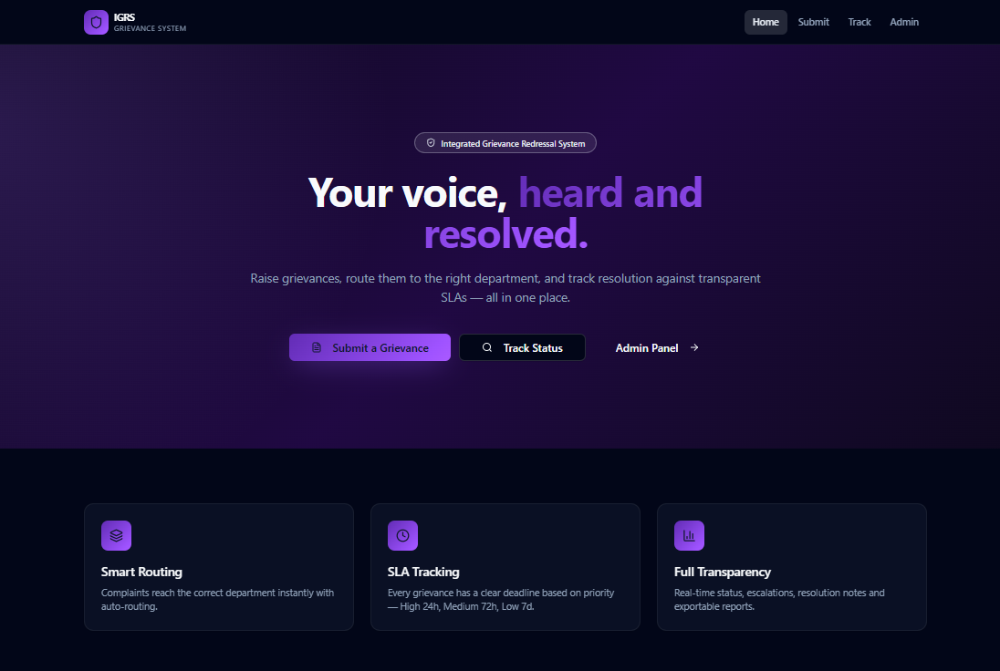 IGRS
GRIEVANCE SYSTEM
Home
Submit
Track
Admin
Integrated Grievance Redressal System
Your voice, heard and
resolved.
Raise grievances, route them to the right department, and track resolution against transparent
SLAs — all in one place.
Submit a Grievance
Track Status
Admin Panel
Smart Routing
Complaints reach the correct department instantly with
auto-routing.
SLA Tracking
Every grievance has a clear deadline based on priority
— High 24h, Medium 72h, Low 7d.
Full Transparency
Real-time status, escalations, resolution notes and
exportable reports.